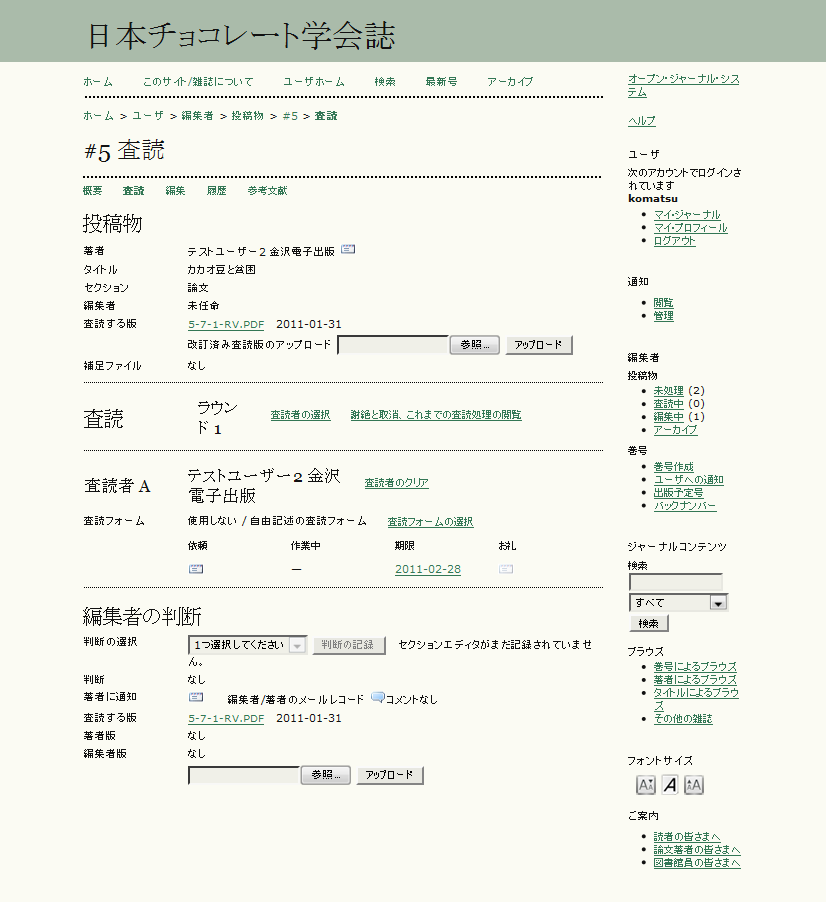 日本チョコレート学会誌
ホーム このサイト/雑誌について ユーザホーム 検索 最新号 アーカイブ
ホーム > ユーザ > 編集者 > 投稿物 > #5 > 査読
#5 査読
概要 査読 編集 履歴 参考文献
投稿物
著者 テストユーザー2 金沢電子出版
タイトル カカオ豆と貧困
セクション 論文
編集者 未任命
査読する版 5-7-1-RV.PDF 2011-01-31
改訂済み査読版のアップロード 参照... アップロード
補足ファイル なし
査読 ラウン
ド 1 査読者の選択 謝絶と取消、これまでの査読処理の閲覧
査読者 A テストユーザー2 金沢
電子出版 査読者のクリア
査読フォーム 使用しない / 自由記述の査読フォーム 査読フォームの選択
依頼 作業中 期限 お礼
— 2011-02-28
編集者の判断
判断の選択 1つ選択してください 判断の記録 セクションエディタがまだ記録されていませ
ん。
判断 なし
著者に通知 編集者/著者のメールレコード コメントなし
査読する版 5-7-1-RV.PDF 2011-01-31
著者版 なし
編集者版 なし
参照... アップロード
オープン・ジャーナル・シス
テム
ヘルプ
ユーザ
次のアカウントでログインさ
れています
komatsu
• マイ・ジャーナル
• マイ・プロフィール
• ログアウト
通知
• 閲覧
• 管理
編集者
投稿物
• 未処理 (2)
• 査読中 (0)
• 編集中 (1)
• アーカイブ
巻号
• 巻号作成
• ユーザへの通知
• 出版予定号
• バックナンバー
ジャーナルコンテンツ
検索
すべて
検索
ブラウズ
• 巻号によるブラウズ
• 著者によるブラウズ
• タイトルによるブラウ
ズ
• その他の雑誌
フォントサイズ
A A A A A
ご案内
• 読者の皆さまへ
• 論文著者の皆さまへ
• 図書館員の皆さまへ